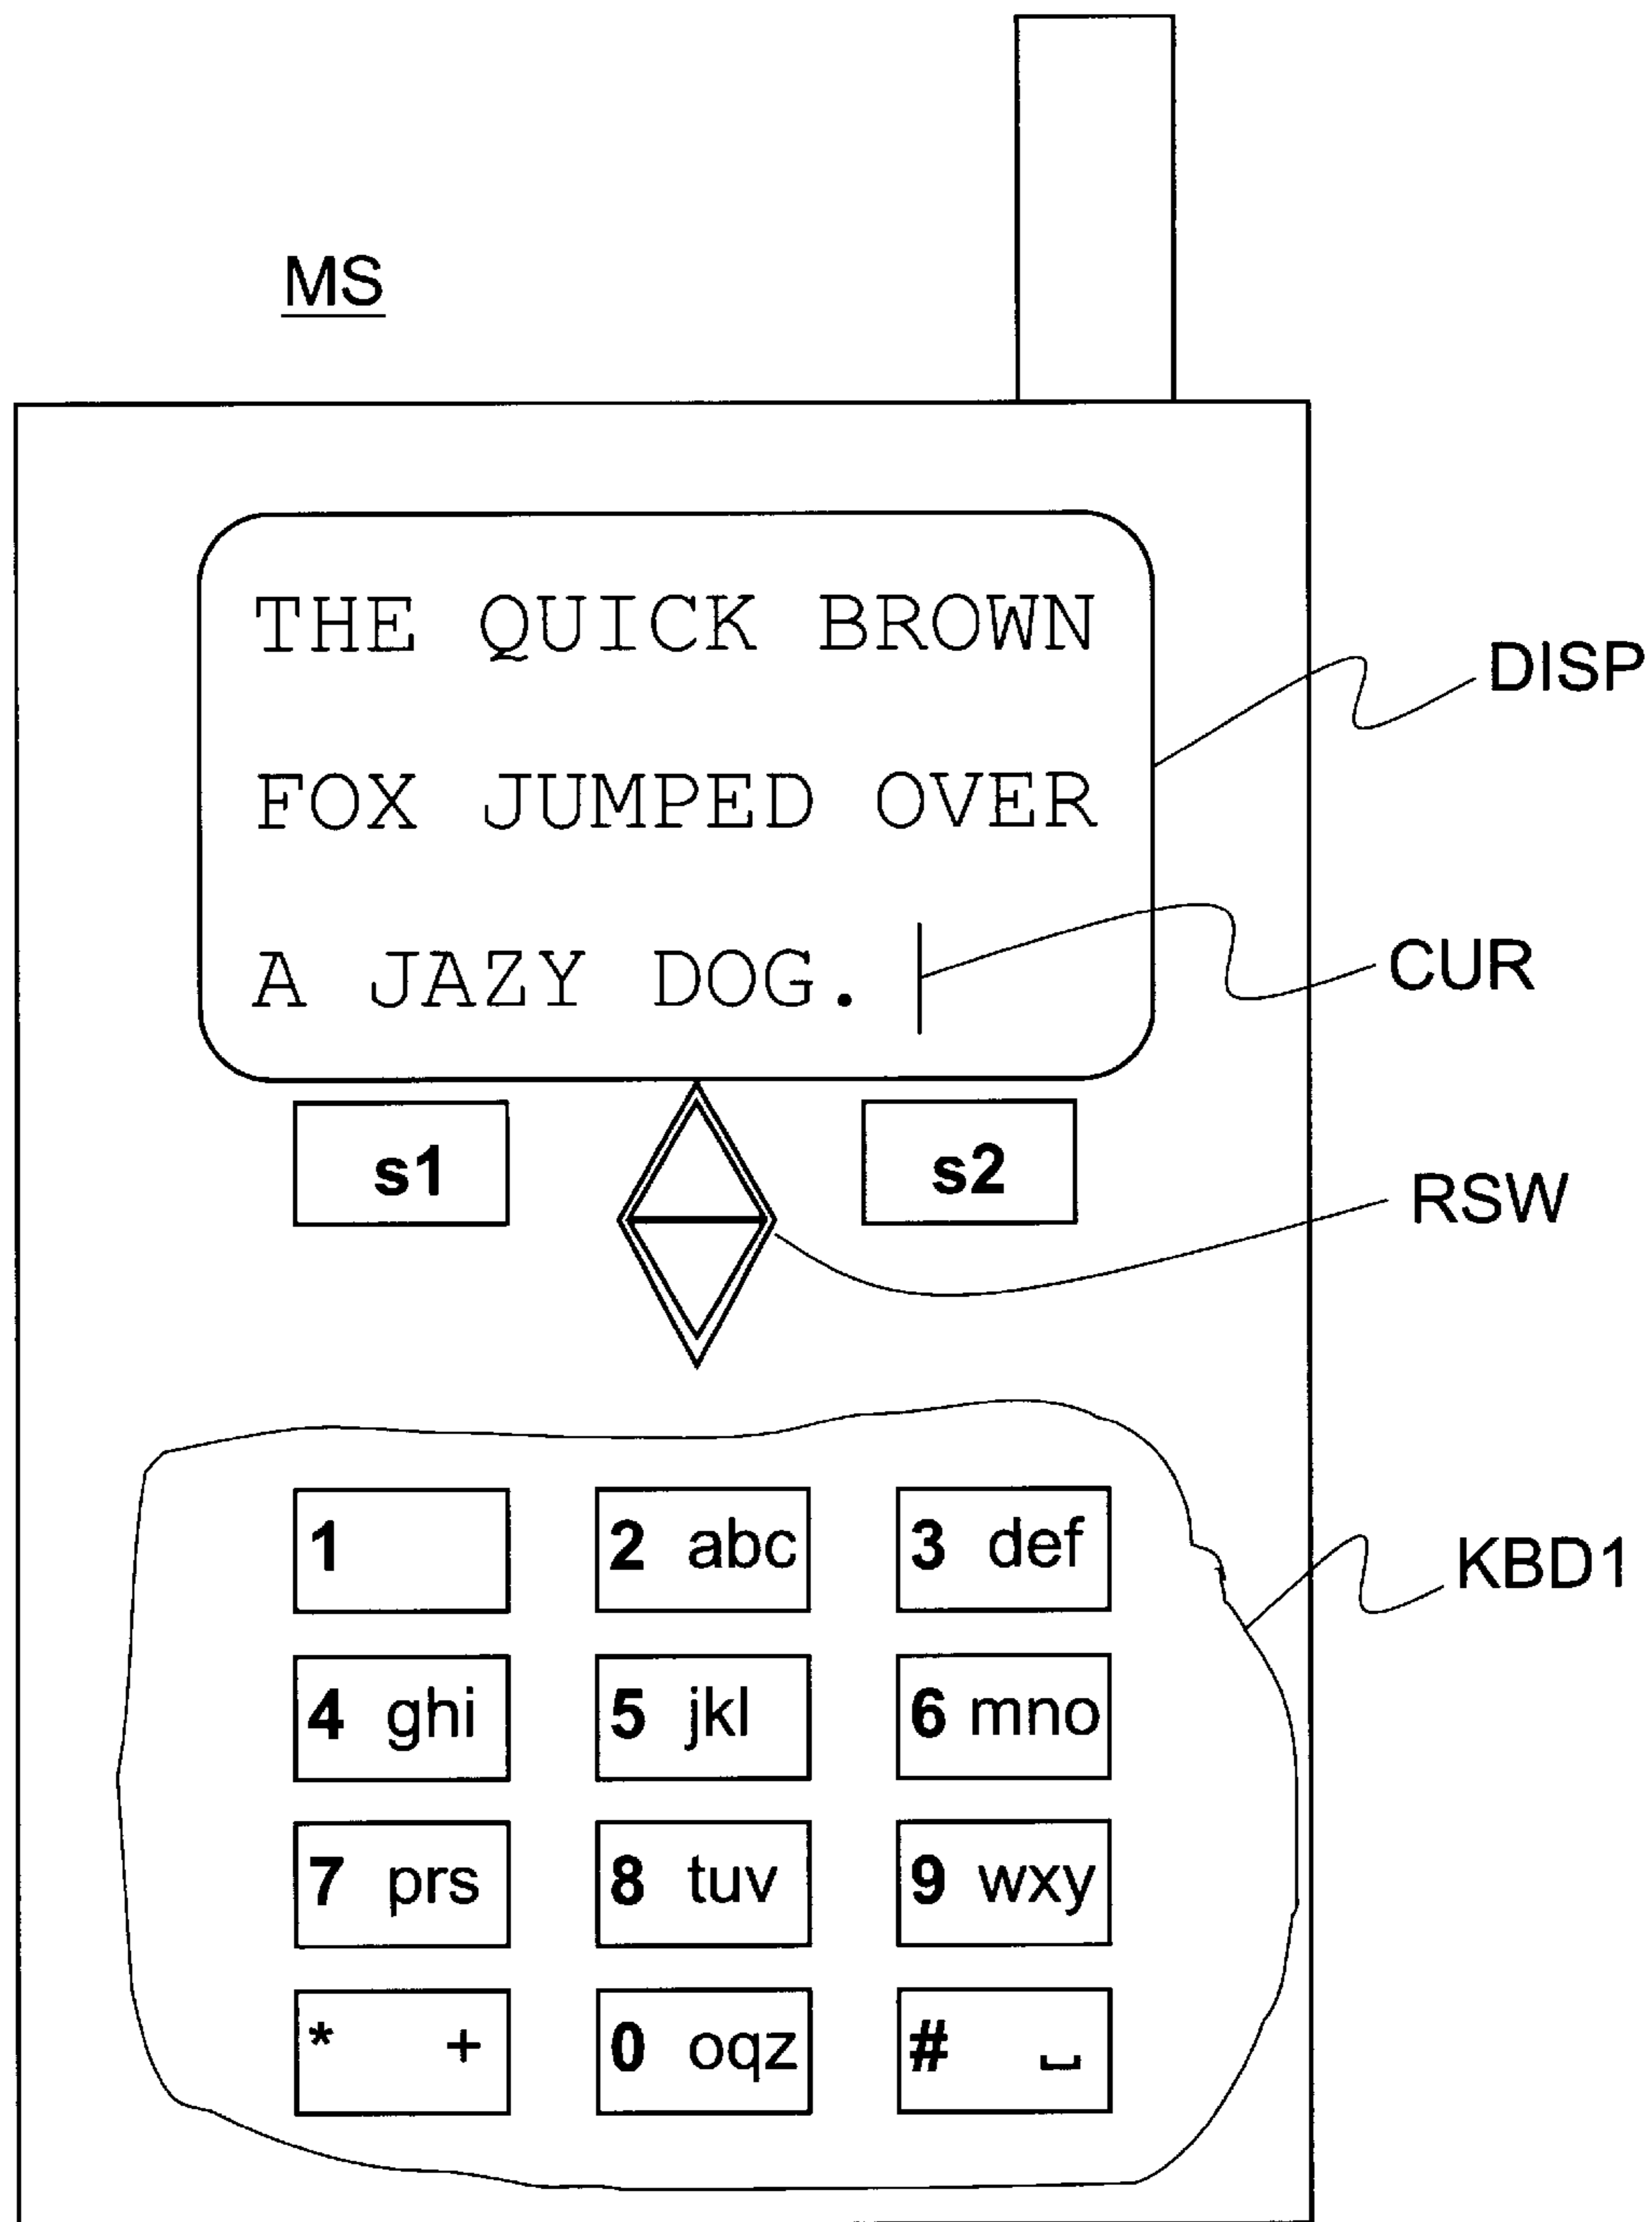 MS
THE QUICK BROWN
FOX JUMPED OVER
A JAZY DOG.
DISP
CUR
s1
s2
RSW
1
2 abc
3 def
KBD1
4 ghi
5 jkl
6 mno
7 prs
8 tuv
9 wxy
* +
0 oqz
# ⎵